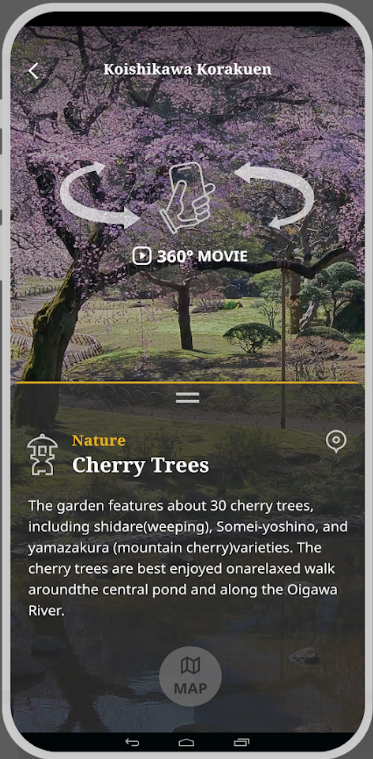 Koishikawa Korakuen
360° MOVIE
Nature
Cherry Trees
The garden features about 30 cherry trees,
including shidare(weeping), Somei-yoshino, and
yamazakura (mountain cherry)varieties. The
cherry trees are best enjoyed onarelaxed walk
aroundthe central pond and along the Oigawa
River.
MAP